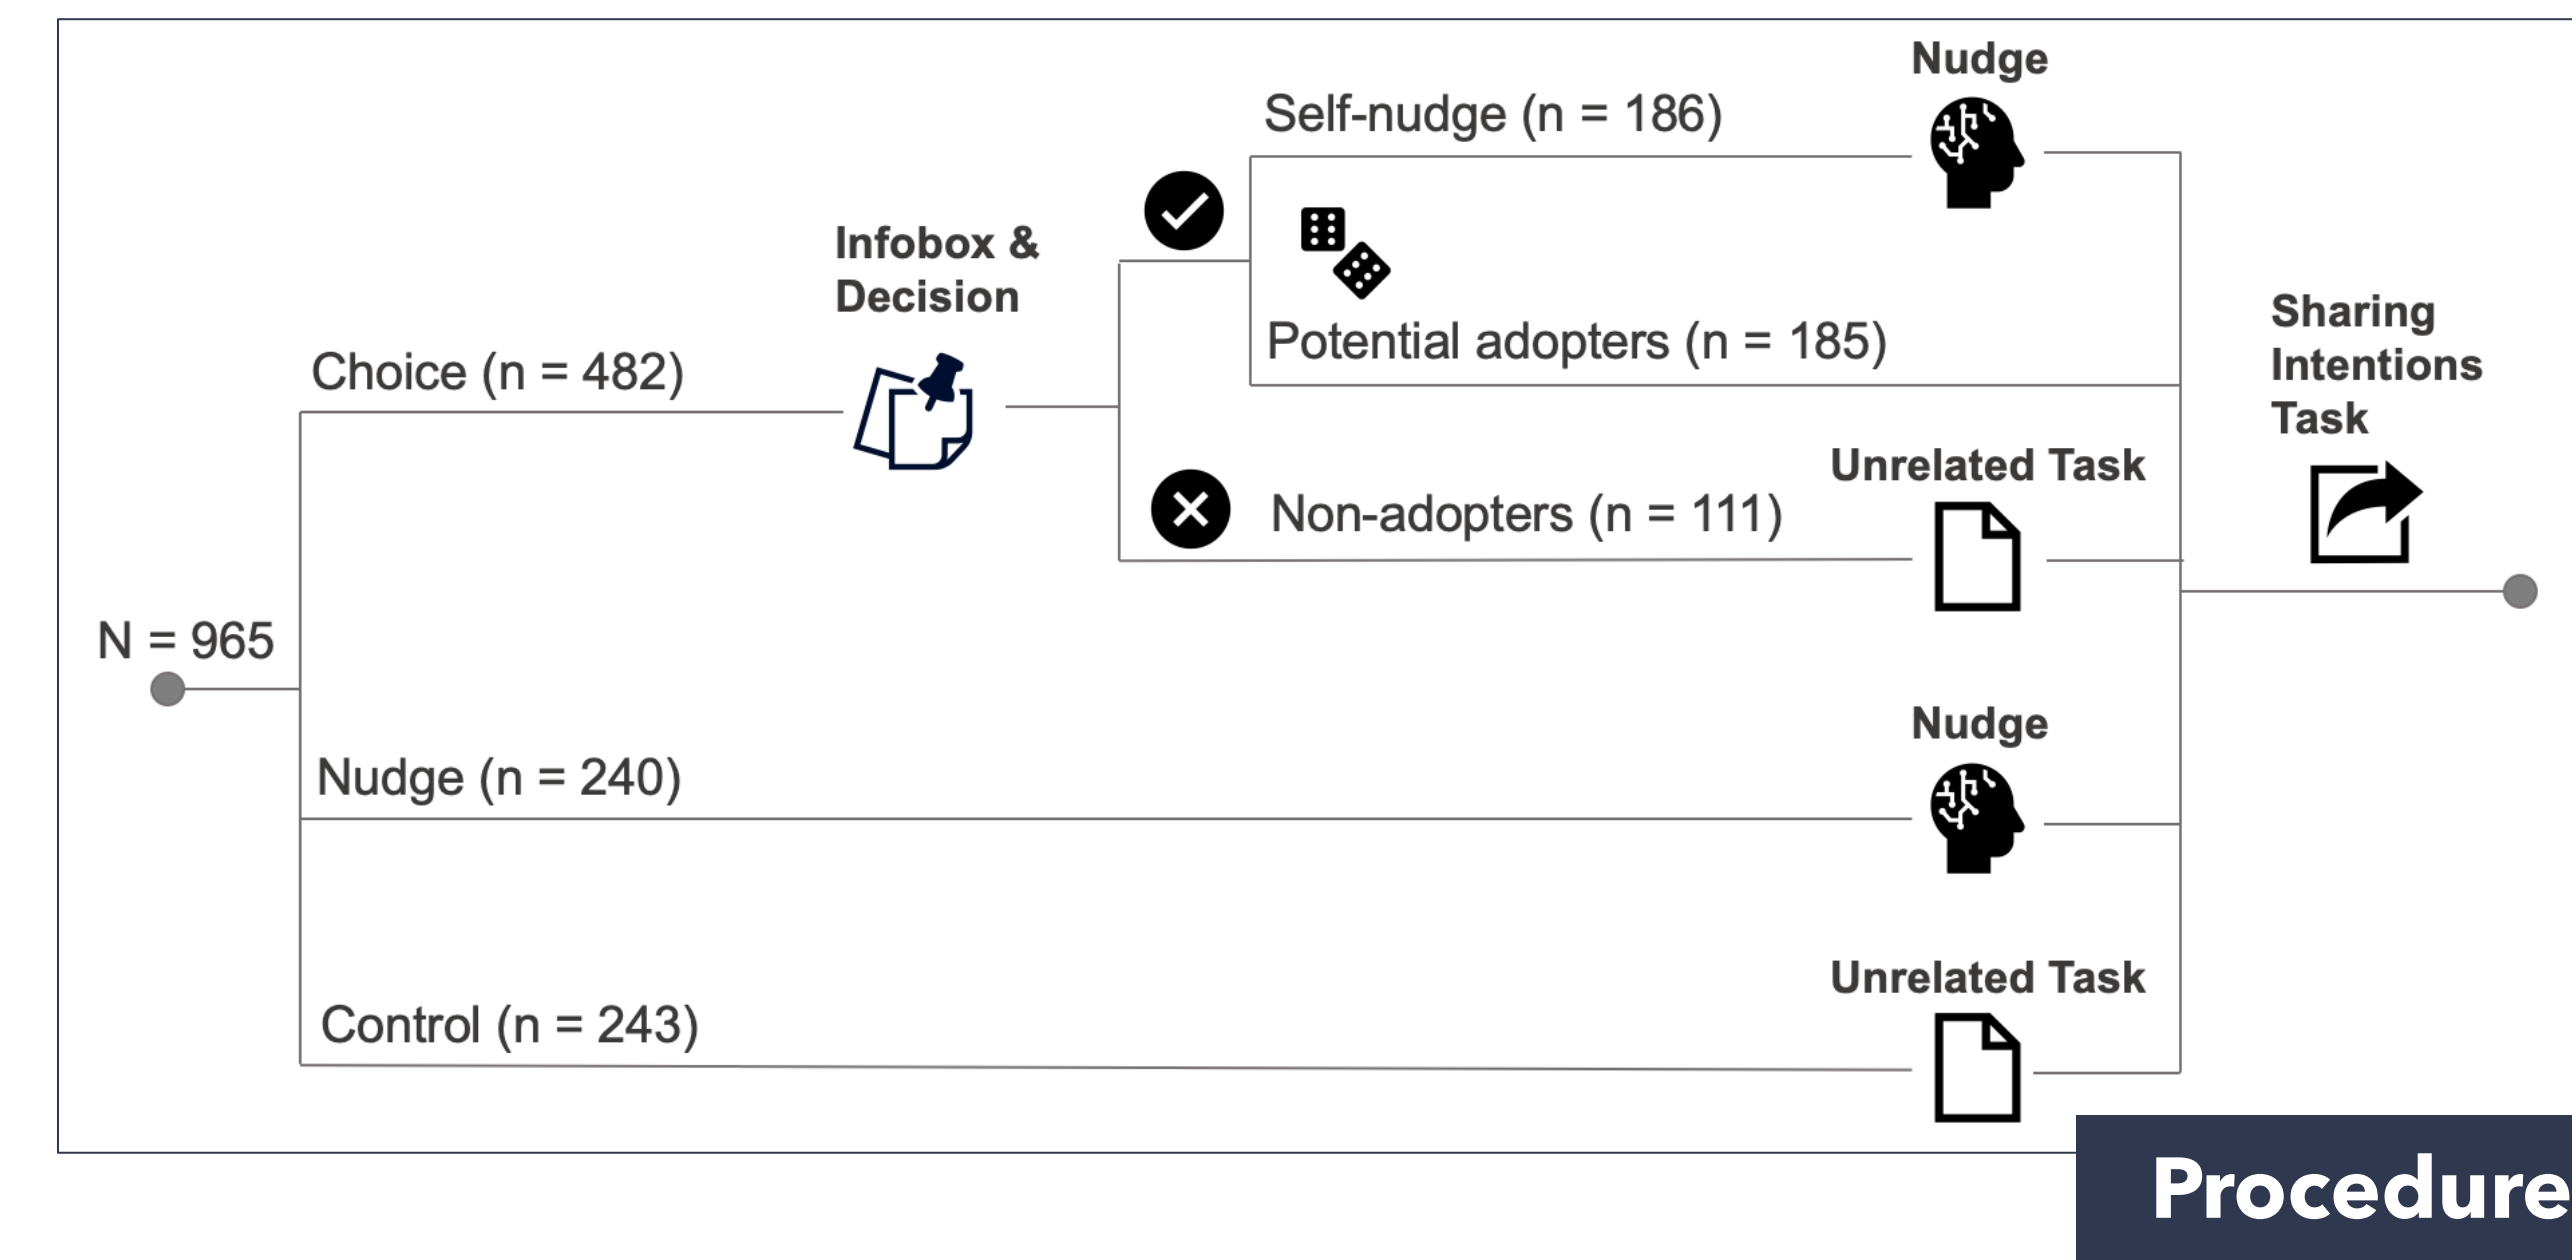 Nudge
Self-nudge (n = 186)
Infobox &
Decision
Potential adopters (n = 185)
Choice (n = 482)
Sharing
Intentions
Task
Unrelated Task
Non-adopters (n = 111)
N = 965
Nudge
Nudge (n = 240)
Unrelated Task
Control (n = 243)
Procedure